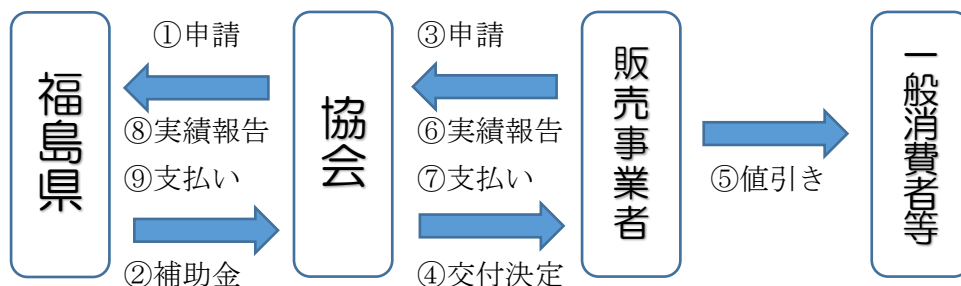 福島県
①申請
⑧実績報告
⑨支払い
②補助金
協会
③申請
⑥実績報告
⑦支払い
④交付決定
販売事業者
⑤値引き
一般消費者等